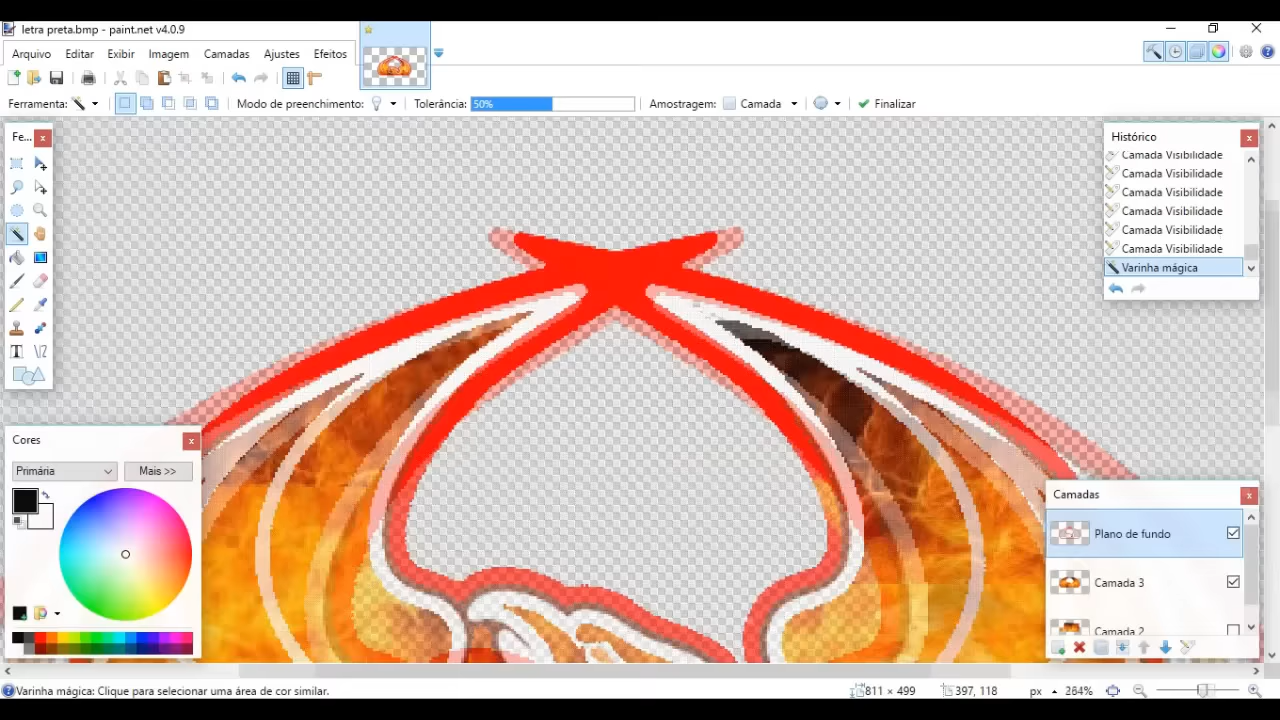 letra preta.bmp - paint.net v4.0.9
Arquivo Editar Exibir Imagem Camadas Ajustes Efeitos
Ferramenta: Modo de preenchimento: Tolerância: 50% Amostragem: Camada Finalizar
Fe...
Histórico
Camada Visibilidade
Camada Visibilidade
Camada Visibilidade
Camada Visibilidade
Camada Visibilidade
Camada Visibilidade
Varinha mágica
Cores
Primária Mais >>
Camadas
Plano de fundo
Camada 3
Camada 2
Varinha mágica: Clique para selecionar uma área de cor similar. 811 × 499 397, 118 px 264%